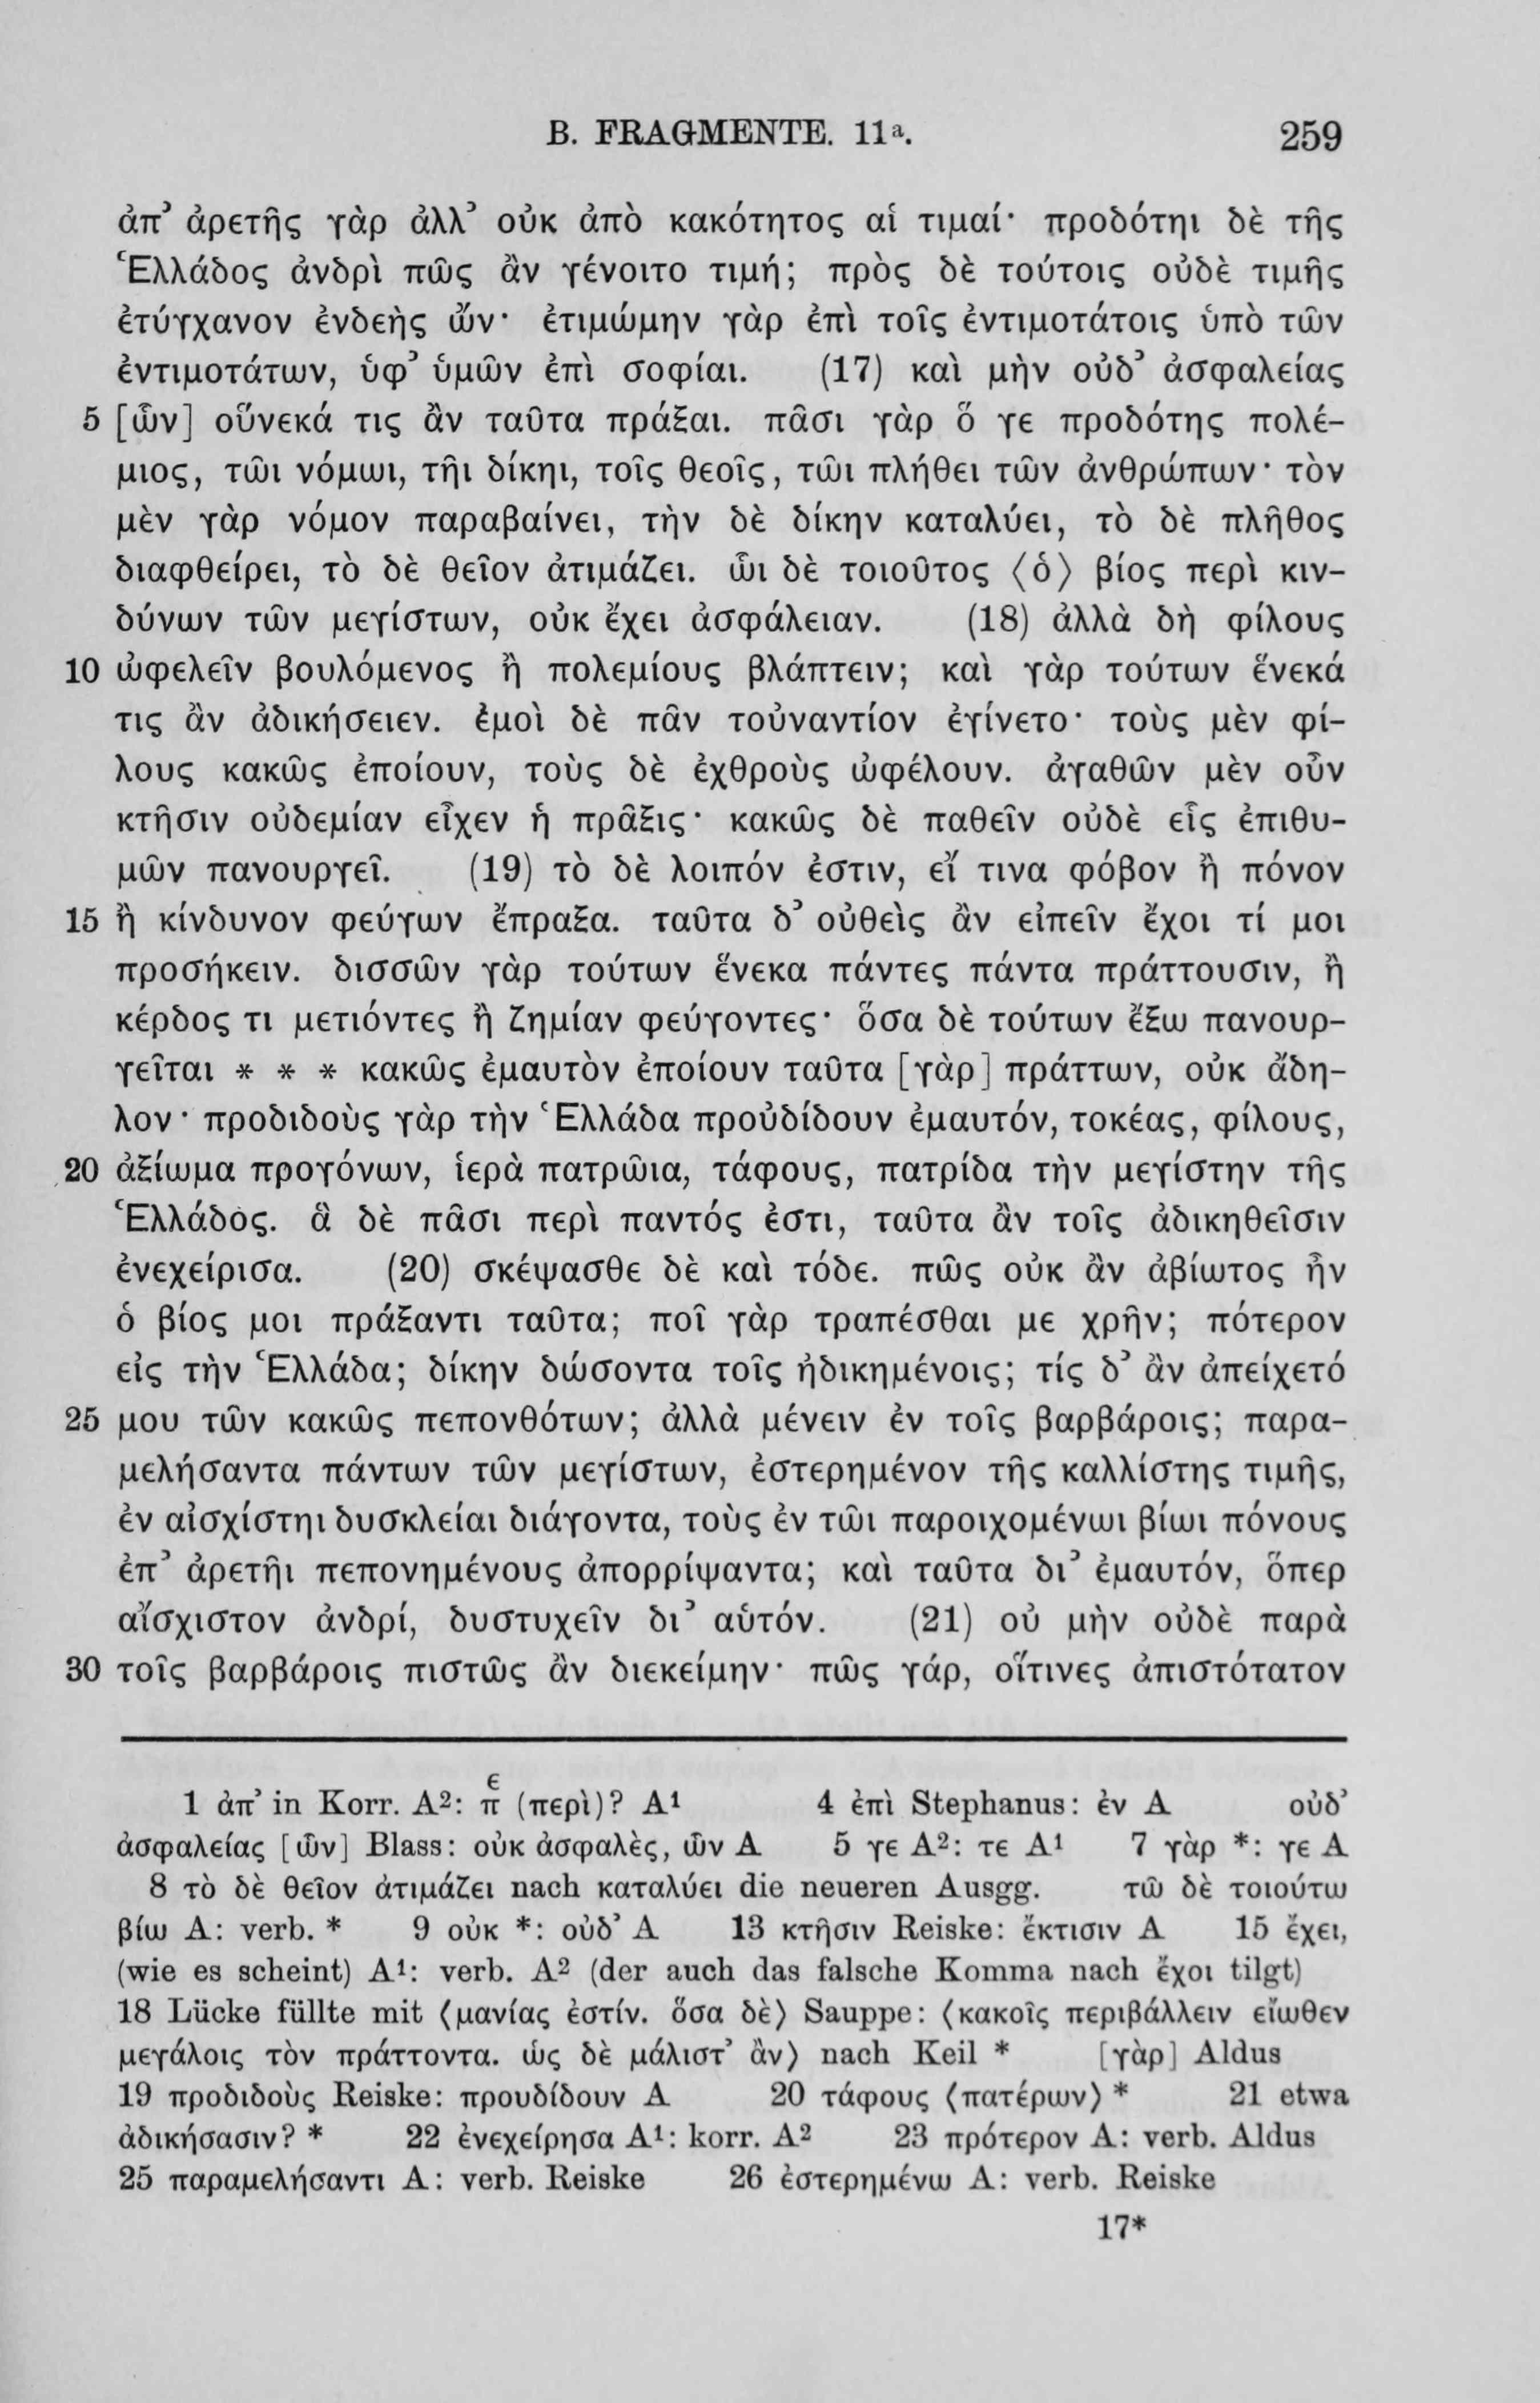 B. FRAGMENTE. 11ª. 259
ἀπ’ ἀρετῆς γὰρ ἀλλ’ οὐκ ἀπὸ κακότητος αἱ τιμαί· προδότηι δὲ τῆς
Ἑλλάδος ἀνδρὶ πῶς ἂν γένοιτο τιμή; πρὸς δὲ τούτοις οὐδὲ τιμῆς
ἐτύγχανον ἐνδεὴς ὤν· ἐτιμώμην γὰρ ἐπὶ τοῖς ἐντιμοτάτοις ὑπὸ τῶν
ἐντιμοτάτων, ὑφ’ ὑμῶν ἐπὶ σοφίαι. (17) καὶ μὴν οὐδ’ ἀσφαλείας
5 [ὧν] οὕνεκά τις ἂν ταῦτα πράξαι. πᾶσι γὰρ ὅ γε προδότης πολέ-
μιος, τῶι νόμωι, τῆι δίκηι, τοῖς θεοῖς, τῶι πλήθει τῶν ἀνθρώπων· τὸν
μὲν γὰρ νόμον παραβαίνει, τὴν δὲ δίκην καταλύει, τὸ δὲ πλῆθος
διαφθείρει, τὸ δὲ θεῖον ἀτιμάζει. ὧι δὲ τοιοῦτος ⟨ὁ⟩ βίος περὶ κιν-
δύνων τῶν μεγίστων, οὐκ ἔχει ἀσφάλειαν. (18) ἀλλὰ δὴ φίλους
10 ὠφελεῖν βουλόμενος ἢ πολεμίους βλάπτειν; καὶ γὰρ τούτων ἕνεκά
τις ἂν ἀδικήσειεν. ἐμοὶ δὲ πᾶν τοὐναντίον ἐγίνετο· τοὺς μὲν φί-
λους κακῶς ἐποίουν, τοὺς δὲ ἐχθροὺς ὠφέλουν. ἀγαθῶν μὲν οὖν
κτῆσιν οὐδεμίαν εἶχεν ἡ πρᾶξις· κακῶς δὲ παθεῖν οὐδὲ εἷς ἐπιθυ-
μῶν πανουργεῖ. (19) τὸ δὲ λοιπόν ἐστιν, εἴ τινα φόβον ἢ πόνον
15 ἢ κίνδυνον φεύγων ἔπραξα. ταῦτα δ’ οὐθεὶς ἂν εἰπεῖν ἔχοι τί μοι
προσήκειν. δισσῶν γὰρ τούτων ἕνεκα πάντες πάντα πράττουσιν, ἢ
κέρδος τι μετιόντες ἢ ζημίαν φεύγοντες· ὅσα δὲ τούτων ἔξω πανουρ-
γεῖται * * * κακῶς ἐμαυτὸν ἐποίουν ταῦτα [γὰρ] πράττων, οὐκ ἄδη-
λον· προδιδοὺς γὰρ τὴν Ἑλλάδα προὐδίδουν ἐμαυτόν, τοκέας, φίλους,
20 ἀξίωμα προγόνων, ἱερὰ πατρῶια, τάφους, πατρίδα τὴν μεγίστην τῆς
Ἑλλάδος. ἃ δὲ πᾶσι περὶ παντός ἐστι, ταῦτα ἂν τοῖς ἀδικηθεῖσιν
ἐνεχείρισα. (20) σκέψασθε δὲ καὶ τόδε. πῶς οὐκ ἂν ἀβίωτος ἦν
ὁ βίος μοι πράξαντι ταῦτα; ποῖ γὰρ τραπέσθαι με χρῆν; πότερον
εἰς τὴν Ἑλλάδα; δίκην δώσοντα τοῖς ἠδικημένοις; τίς δ’ ἂν ἀπείχετό
25 μου τῶν κακῶς πεπονθότων; ἀλλὰ μένειν ἐν τοῖς βαρβάροις; παρα-
μελήσαντα πάντων τῶν μεγίστων, ἐστερημένον τῆς καλλίστης τιμῆς,
ἐν αἰσχίστηι δυσκλείαι διάγοντα, τοὺς ἐν τῶι παροιχομένωι βίωι πόνους
ἐπ’ ἀρετῆι πεπονημένους ἀπορρίψαντα; καὶ ταῦτα δι’ ἐμαυτόν, ὅπερ
αἴσχιστον ἀνδρί, δυστυχεῖν δι’ αὑτόν. (21) οὐ μὴν οὐδὲ παρὰ
30 τοῖς βαρβάροις πιστῶς ἂν διεκείμην· πῶς γάρ, οἵτινες ἀπιστότατον
1 ἀπ’ in Korr. A²: π̔ͤ (περὶ)? A¹ 4 ἐπὶ Stephanus: ἐν A οὐδ’
ἀσφαλείας [ὧν] Blass: οὐκ ἀσφαλὲς, ὧν A 5 γε A²: τε A¹ 7 γὰρ *: γε A
8 τὸ δὲ θεῖον ἀτιμάζει nach καταλύει die neueren Ausgg. τῶ δὲ τοιούτω
βίω A: verb. * 9 οὐκ *: οὐδ’ A 13 κτῆσιν Reiske: ἔκτισιν A 15 ἔχει,
(wie es scheint) A¹: verb. A² (der auch das falsche Komma nach ἔχοι tilgt)
18 Lücke füllte mit ⟨μανίας ἐστίν. ὅσα δὲ⟩ Sauppe: ⟨κακοῖς περιβάλλειν εἴωθεν
μεγάλοις τὸν πράττοντα. ὡς δὲ μάλιστ’ ἂν⟩ nach Keil * [γὰρ] Aldus
19 προδιδοὺς Reiske: προυδίδουν A 20 τάφους ⟨πατέρων⟩ * 21 etwa
ἀδικήσασιν? * 22 ἐνεχείρησα A¹: korr. A² 23 πρότερον A: verb. Aldus
25 παραμελήσαντι A: verb. Reiske 26 ἐστερημένω A: verb. Reiske
17*